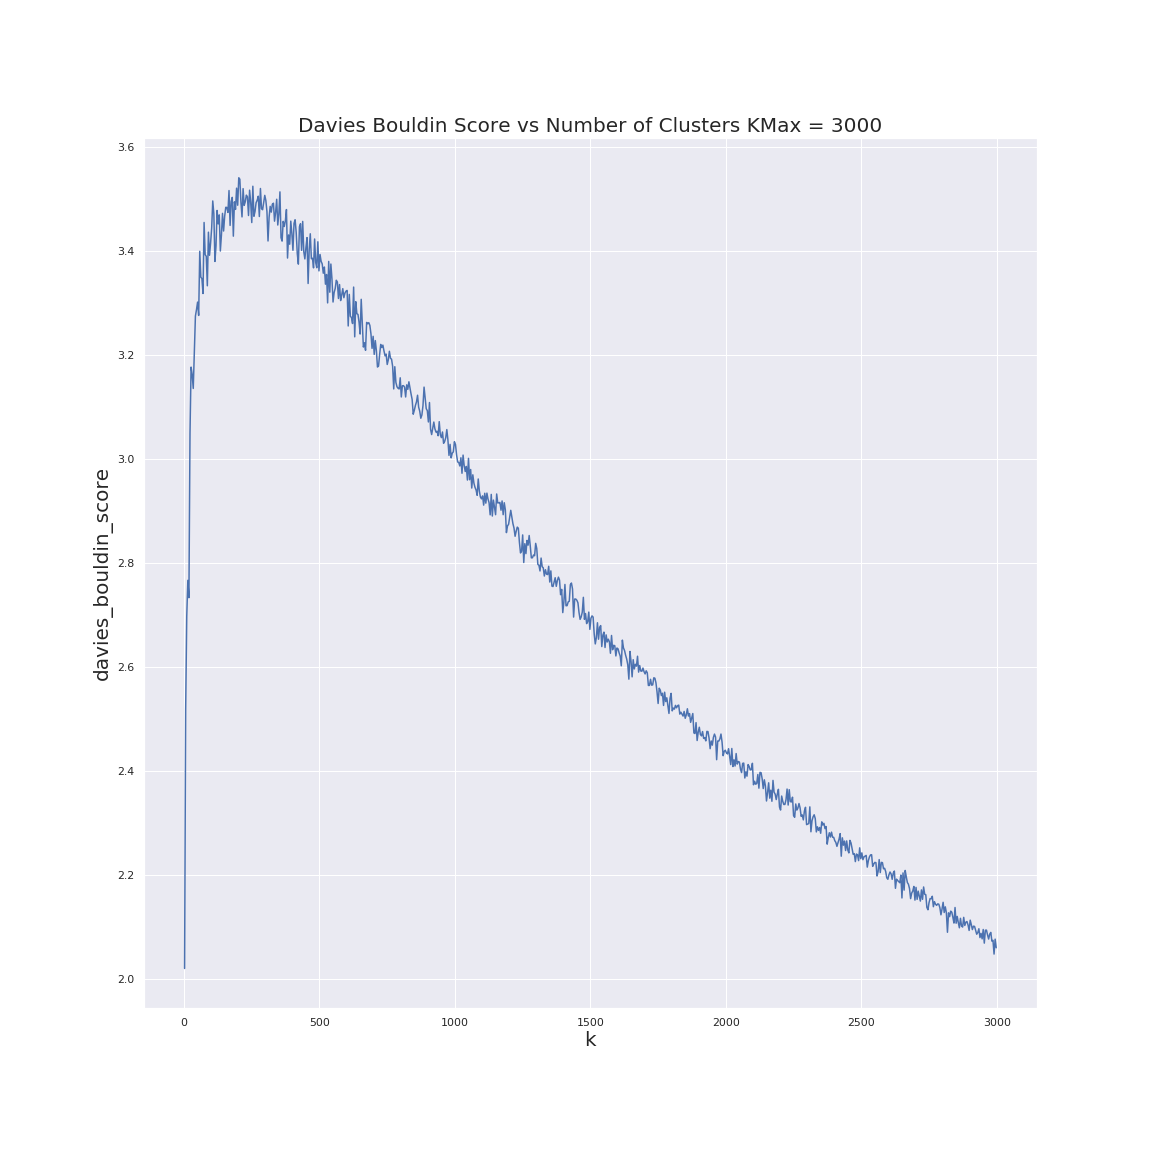 Davies Bouldin Score vs Number of Clusters KMax = 3000
3.6
3.4
3.2
3.0
2.8
2.6
2.4
2.2
2.0
davies_bouldin_score
0 500 1000 1500 2000 2500 3000
k